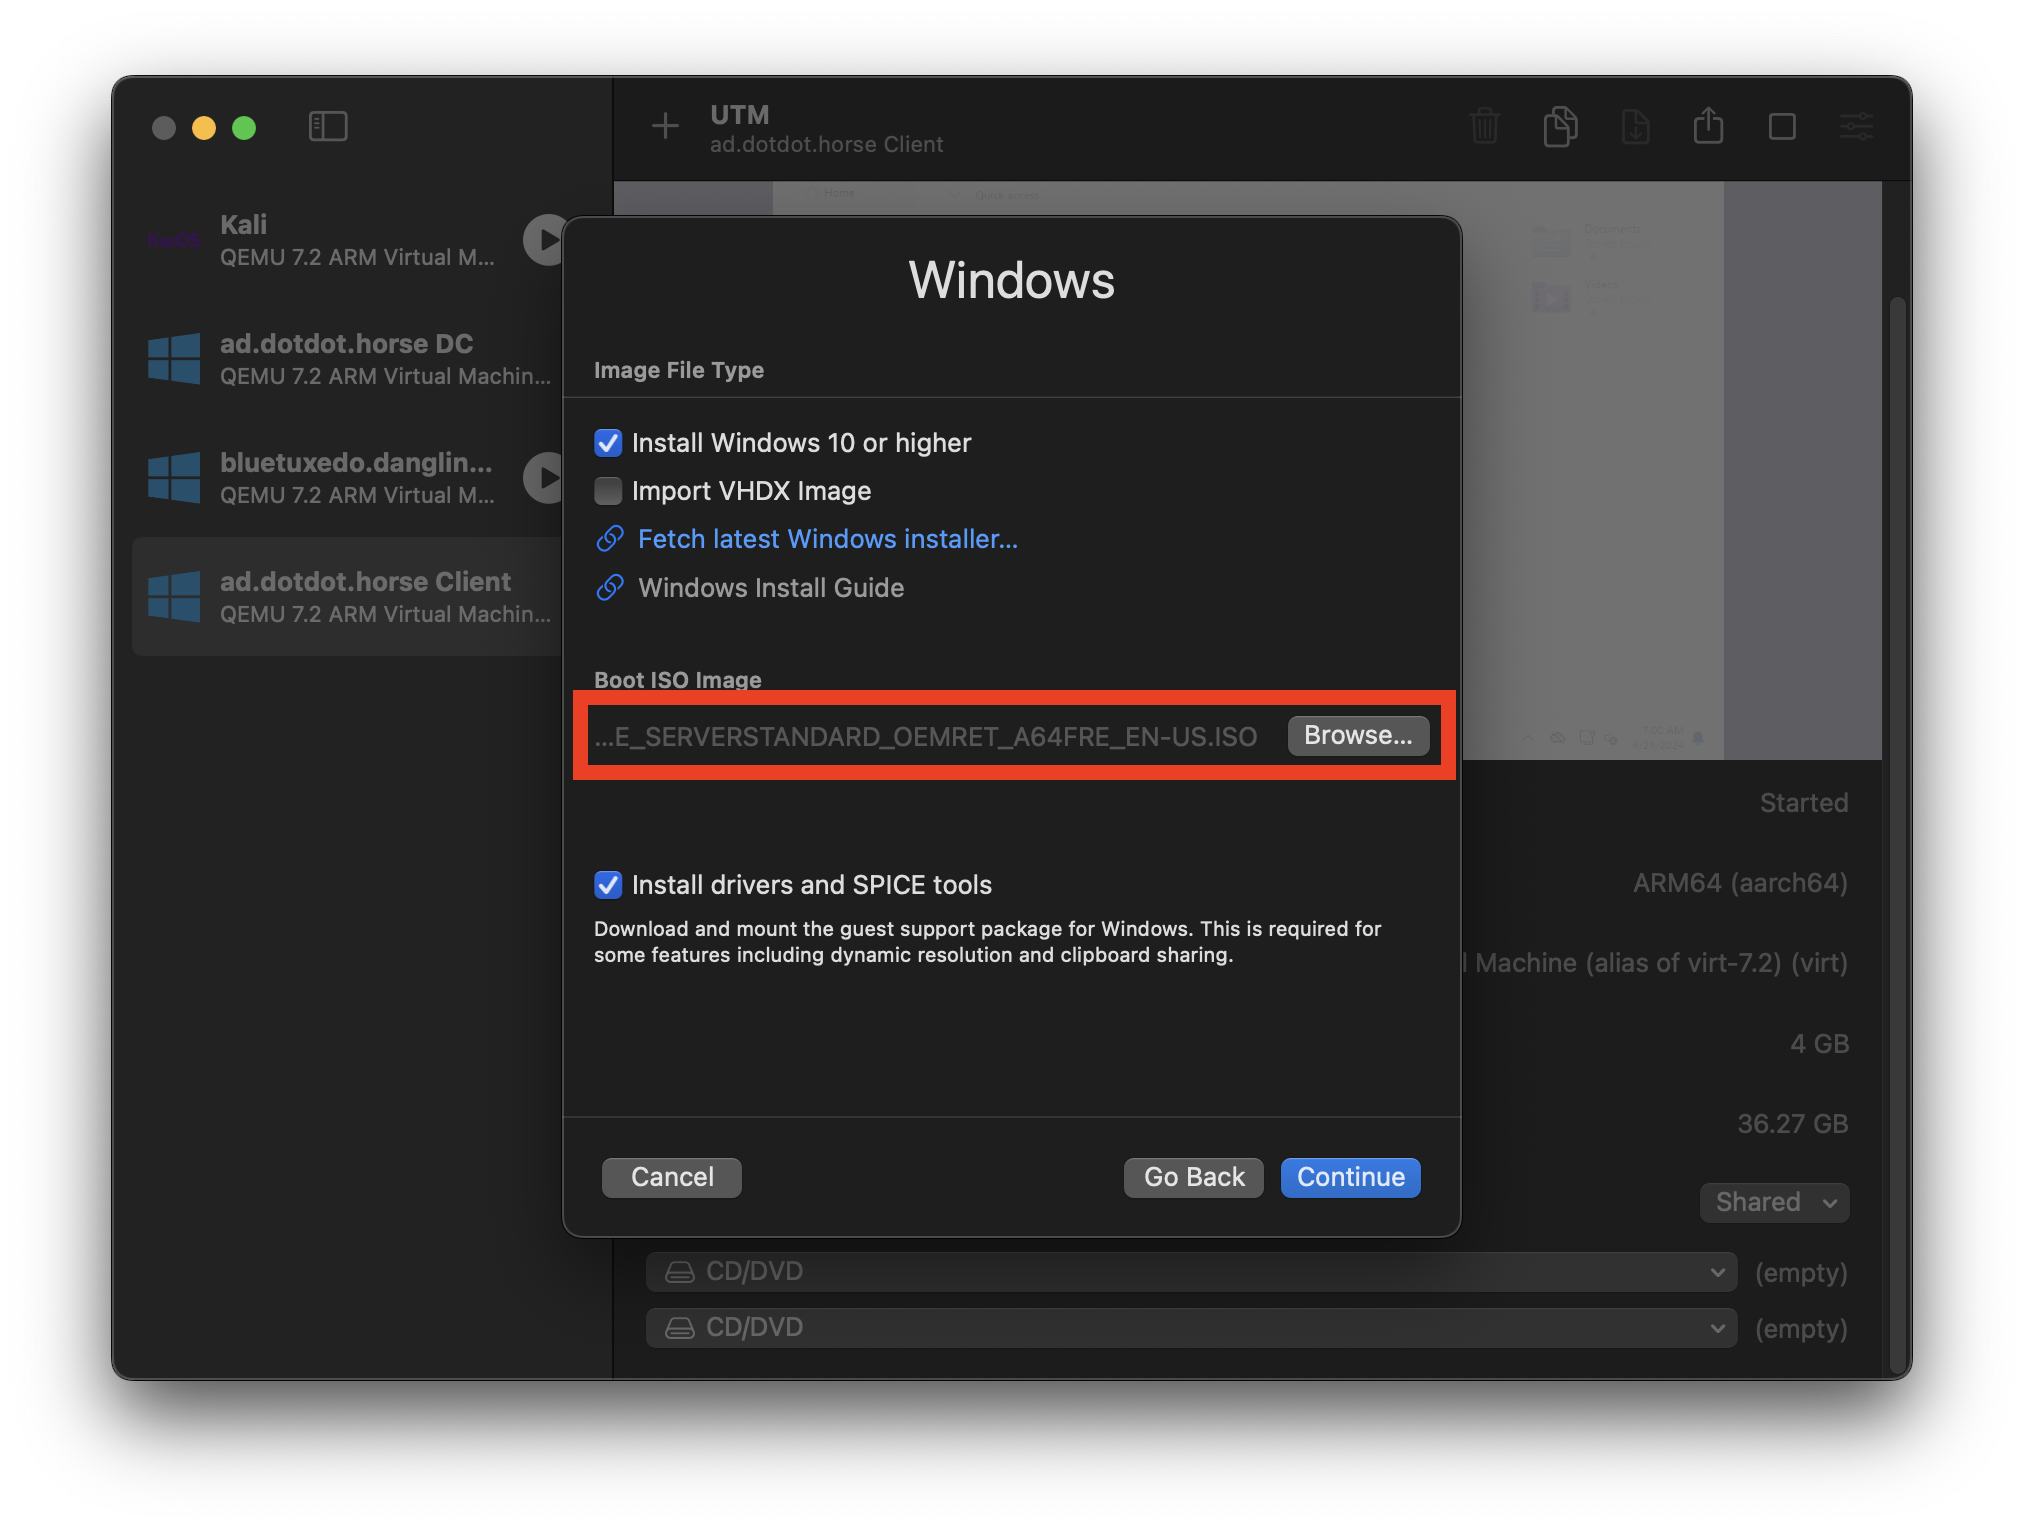 UTM
ad.dotdot.horse Client
KaliOS
Kali
QEMU 7.2 ARM Virtual M...
ad.dotdot.horse DC
QEMU 7.2 ARM Virtual Machin...
bluetuxedo.danglin...
QEMU 7.2 ARM Virtual M...
ad.dotdot.horse Client
QEMU 7.2 ARM Virtual Machin...
Home
Quick access
Documents
Videos
Windows
Image File Type
Install Windows 10 or higher
Import VHDX Image
Fetch latest Windows installer...
Windows Install Guide
Boot ISO Image
...E_SERVERSTANDARD_OEMRET_A64FRE_EN-US.ISO
Browse...
Install drivers and SPICE tools
Download and mount the guest support package for Windows. This is required for
some features including dynamic resolution and clipboard sharing.
Cancel
Go Back
Continue
Started
ARM64 (aarch64)
l Machine (alias of virt-7.2) (virt)
4 GB
36.27 GB
Shared
CD/DVD
(empty)
CD/DVD
(empty)